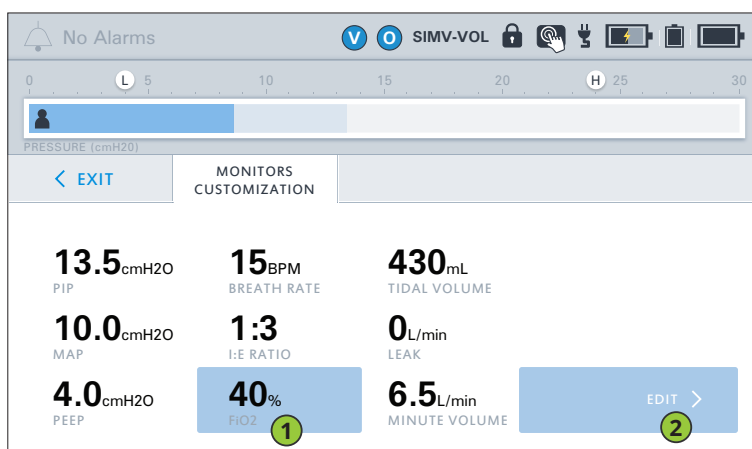 No Alarms V O SIMV-VOL
0 L 5 10 15 20 H 25 30
PRESSURE (cmH20)
EXIT
MONITORS
CUSTOMIZATION
13.5cmH2O 15BPM 430mL
PIP BREATH RATE TIDAL VOLUME
10.0cmH2O 1:3 0L/min
MAP I:E RATIO LEAK
4.0cmH2O 40% 6.5L/min EDIT
PEEP FiO2 1 MINUTE VOLUME 2